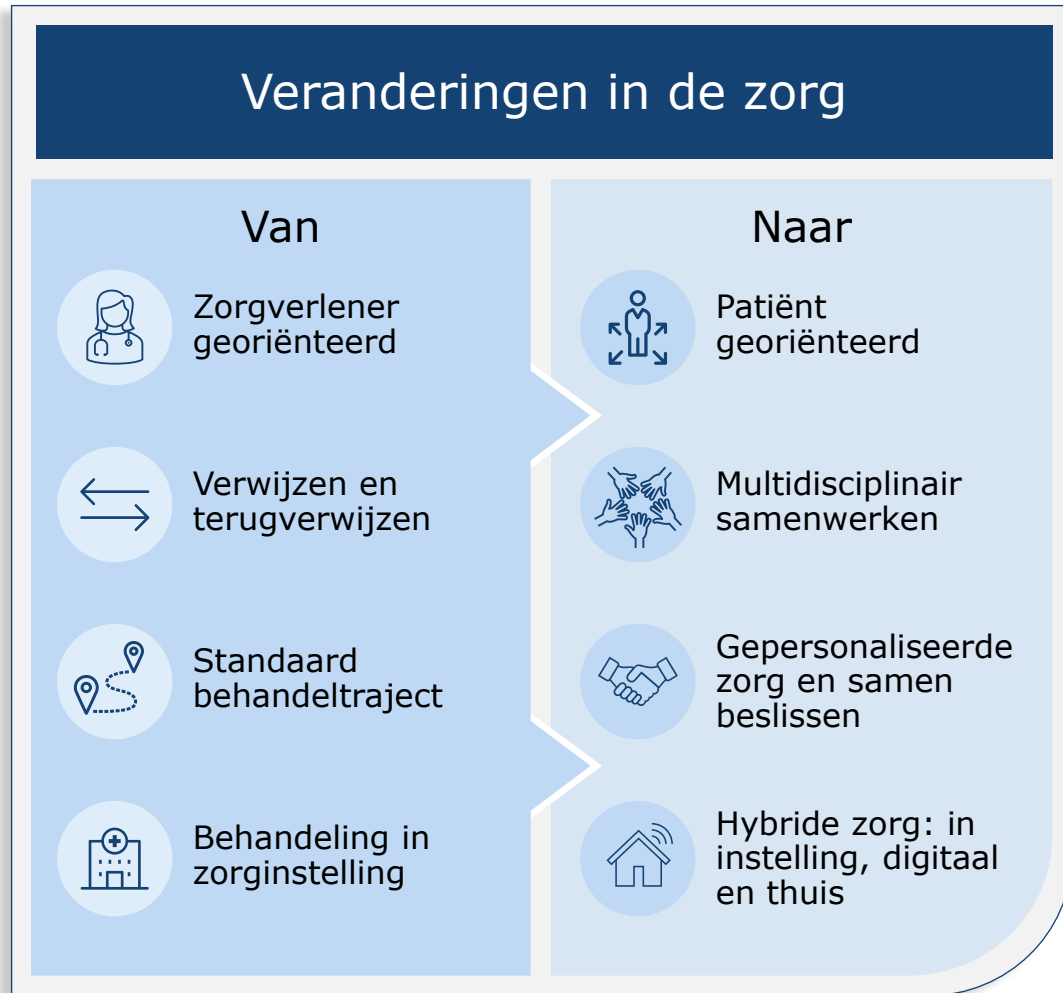 Veranderingen in de zorg
Van
Zorgverlener
georiënteerd
Verwijzen en
terugverwijzen
Standaard
behandeltraject
Behandeling in
zorginstelling
Naar
Patiënt
georiënteerd
Multidisciplinair
samenwerken
Gepersonaliseerde
zorg en samen
beslissen
Hybride zorg: in
instelling, digitaal
en thuis